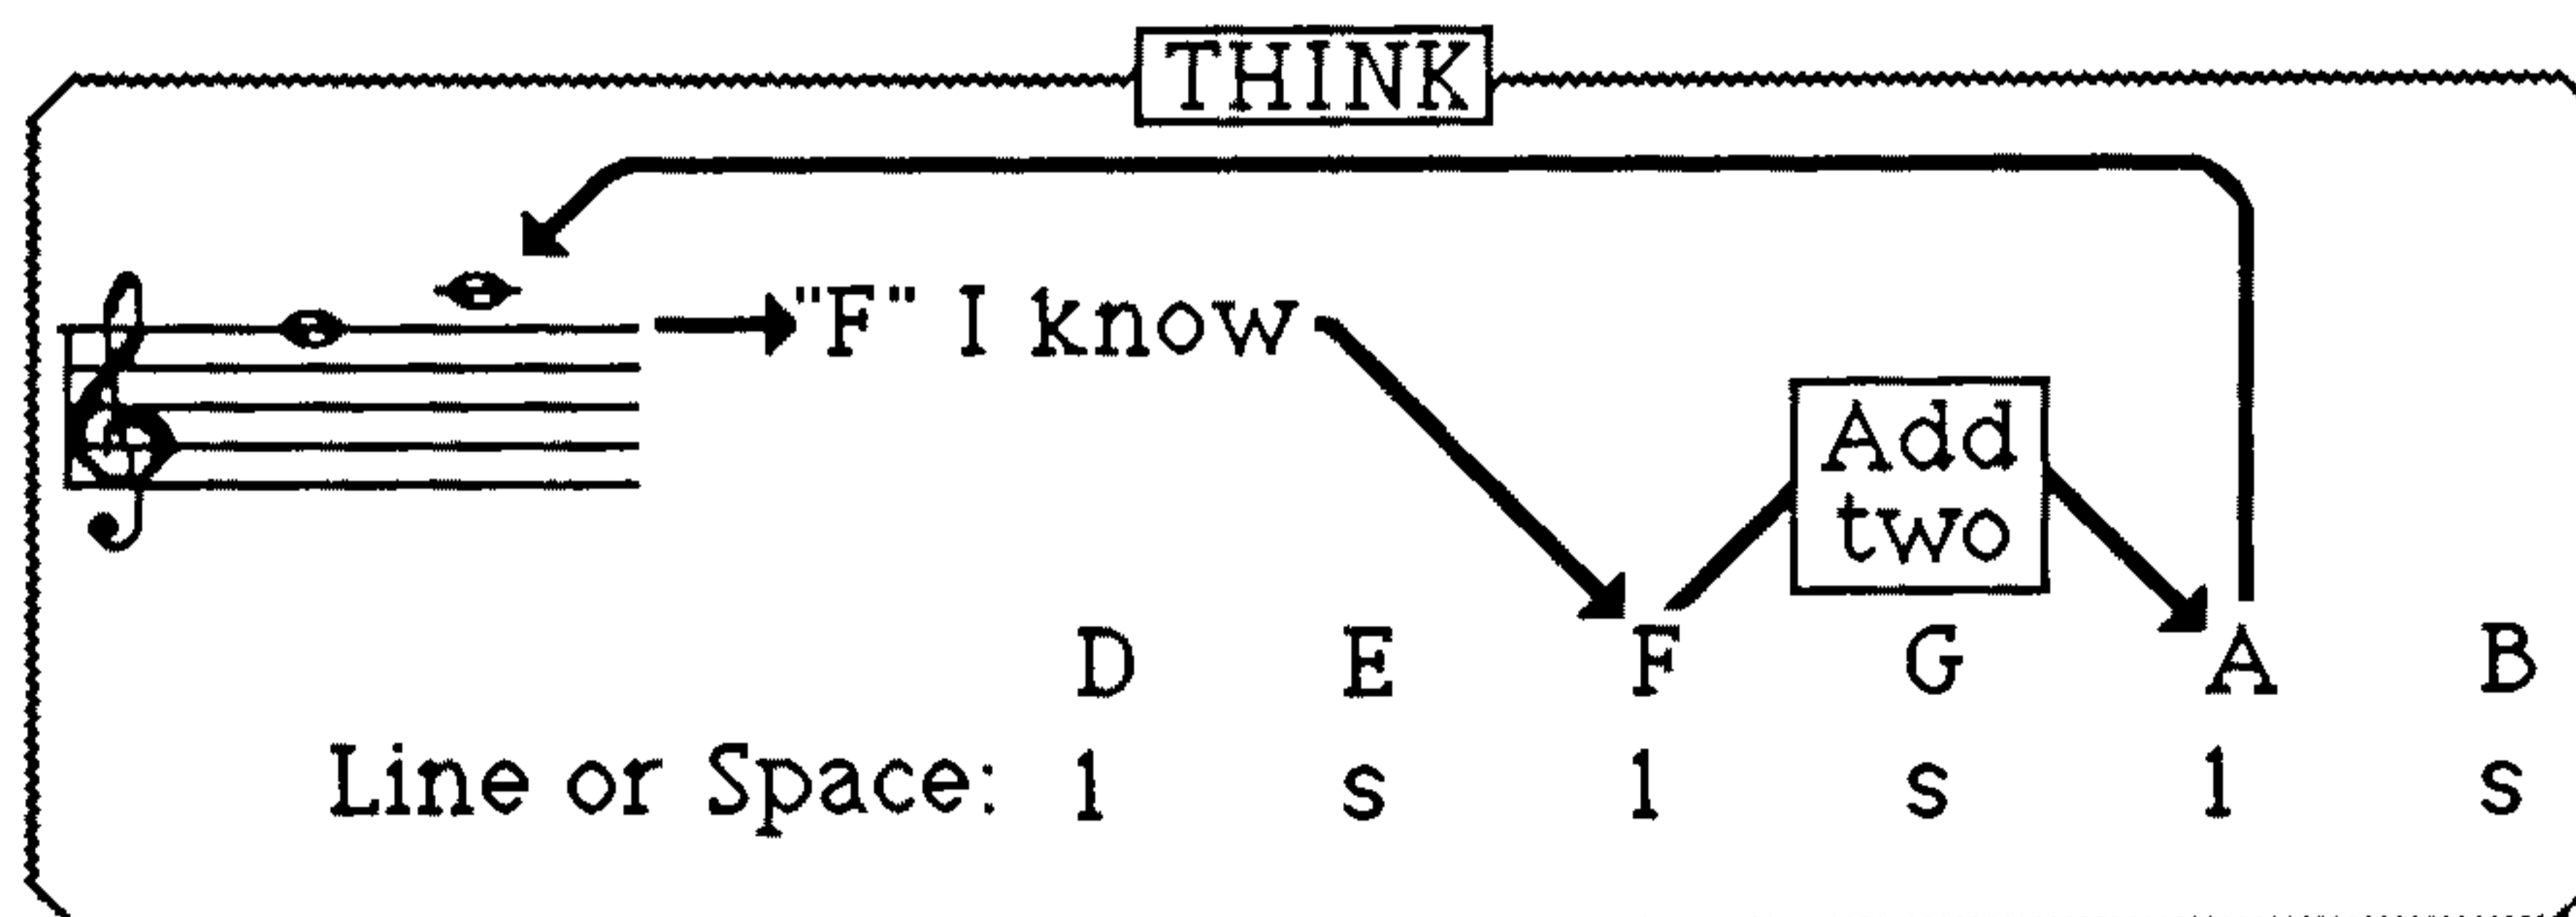 THINK
"F" I know
Add
two
D E F G A B
Line or Space: l s l s l s